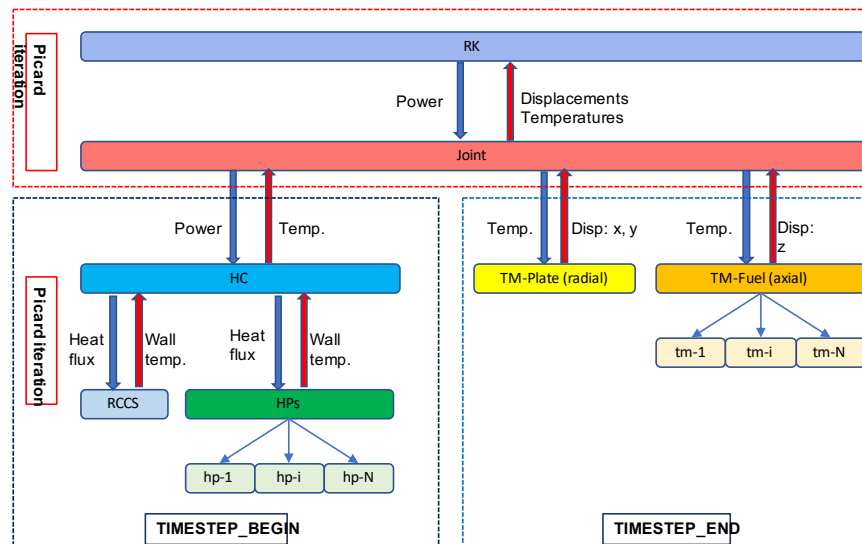 Picard
iteration
RK
Power
Displacements
Temperatures
Joint
Power
Temp.
Temp.
Disp: x, y
Temp.
Disp:
z
HC
TM-Plate (radial)
TM-Fuel (axial)
Picard iteration
Heat
flux
Wall
temp.
Heat
flux
Wall
temp.
tm-1
tm-i
tm-N
RCCS
HPs
hp-1
hp-i
hp-N
TIMESTEP_BEGIN
TIMESTEP_END